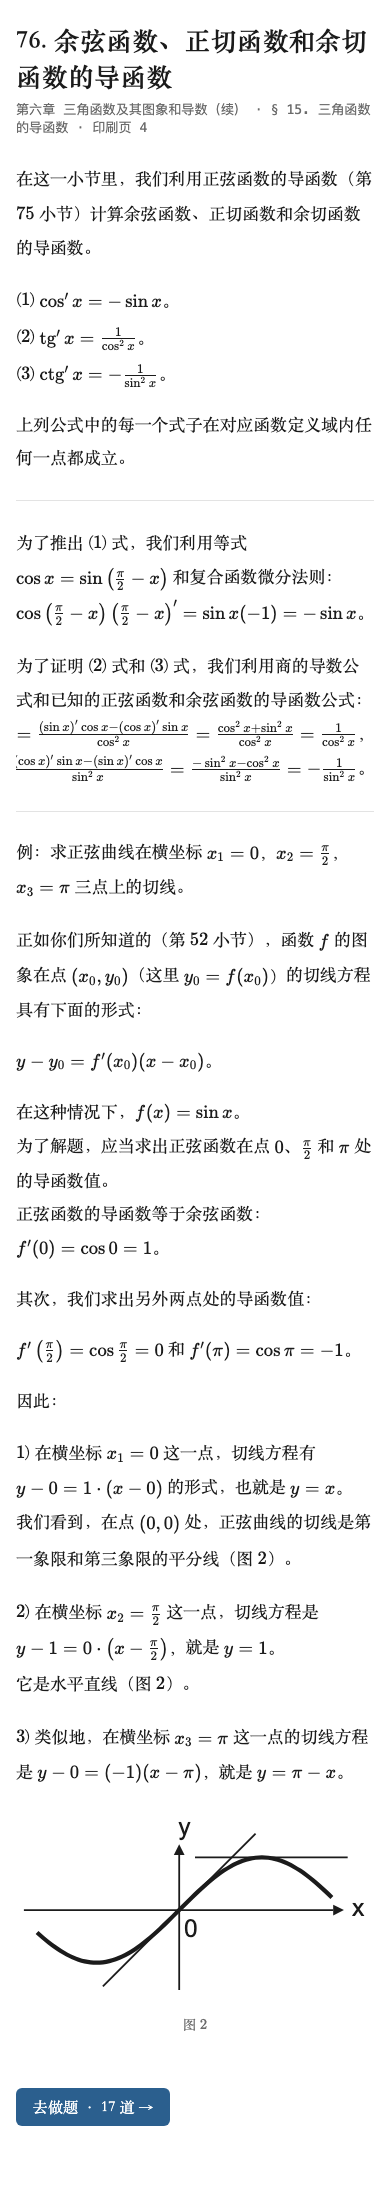 76. 余弦函数、正切函数和余切
函数的导函数
第六章 三角函数及其图象和导数（续） · § 15. 三角函数
的导函数 · 印刷页 4
在这一小节里，我们利用正弦函数的导函数（第
75 小节）计算余弦函数、正切函数和余切函数
的导函数。
(1) cos′ x = − sin x。
(2) tg′ x = 1/cos² x。
(3) ctg′ x = −1/sin² x。
上列公式中的每一个式子在对应函数定义域内任
何一点都成立。
为了推出 (1) 式，我们利用等式
cos x = sin (π/2 − x) 和复合函数微分法则：
cos (π/2 − x) (π/2 − x)′ = sin x(−1) = − sin x。
为了证明 (2) 式和 (3) 式，我们利用商的导数公
式和已知的正弦函数和余弦函数的导函数公式：
= ((sin x)′ cos x−(cos x)′ sin x)/cos² x = (cos² x+sin² x)/cos² x = 1/cos² x，
cos x)′ sin x−(sin x)′ cos x/sin² x = (− sin² x−cos² x)/sin² x = −1/sin² x。
例：求正弦曲线在横坐标 x₁ = 0，x₂ = π/2，
x₃ = π 三点上的切线。
正如你们所知道的（第 52 小节），函数 f 的图
象在点 (x₀, y₀)（这里 y₀ = f(x₀)）的切线方程
具有下面的形式：
y − y₀ = f′(x₀)(x − x₀)。
在这种情况下，f(x) = sin x。
为了解题，应当求出正弦函数在点 0、π/2 和 π 处
的导函数值。
正弦函数的导函数等于余弦函数：
f′(0) = cos 0 = 1。
其次，我们求出另外两点处的导函数值：
f′ (π/2) = cos π/2 = 0 和 f′(π) = cos π = −1。
因此：
1) 在横坐标 x₁ = 0 这一点，切线方程有
y − 0 = 1 · (x − 0) 的形式，也就是 y = x。
我们看到，在点 (0, 0) 处，正弦曲线的切线是第
一象限和第三象限的平分线（图 2）。
2) 在横坐标 x₂ = π/2 这一点，切线方程是
y − 1 = 0 · (x − π/2)，就是 y = 1。
它是水平直线（图 2）。
3) 类似地，在横坐标 x₃ = π 这一点的切线方程
是 y − 0 = (−1)(x − π)，就是 y = π − x。
y
x
0
图 2
去做题 · 17 道 →